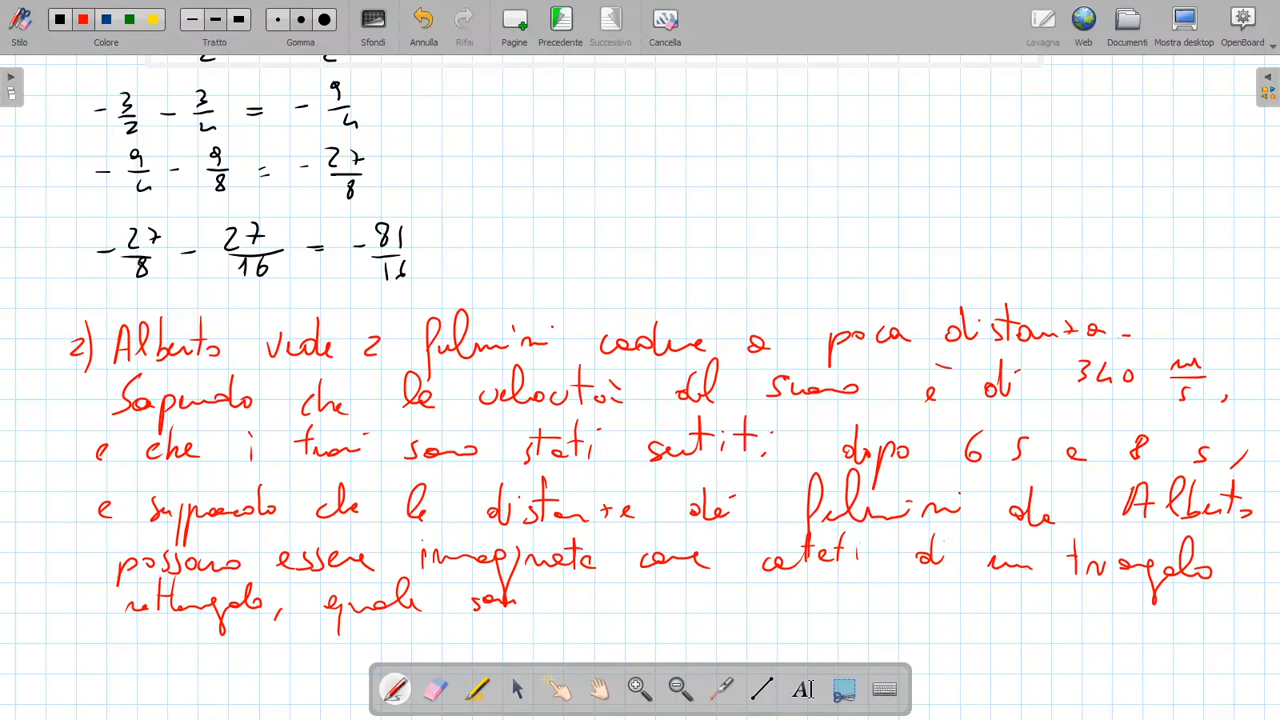 Stilo
Colore
Tratto
Gomma
Sfondi
Annulla
Rifai
Pagine
Precedente
Successivo
Cancella
Lavagna
Web
Documenti
Mostra desktop
OpenBoard
2 2
- 3/2 - 3/4 = - 9/4
- 9/4 - 9/8 = - 27/8
- 27/8 - 27/16 = - 81/16
2) Alberto vede 2 fulmini cadere a poca distanza.
Sapendo che la velocità del suono è di 340 m/s,
e che i tuoni sono stati sentiti dopo 6 s e 8 s,
e supponendo che le distanze dei fulmini da Alberto
possano essere immaginate come cateti di un triangolo
rettangolo, quale sar